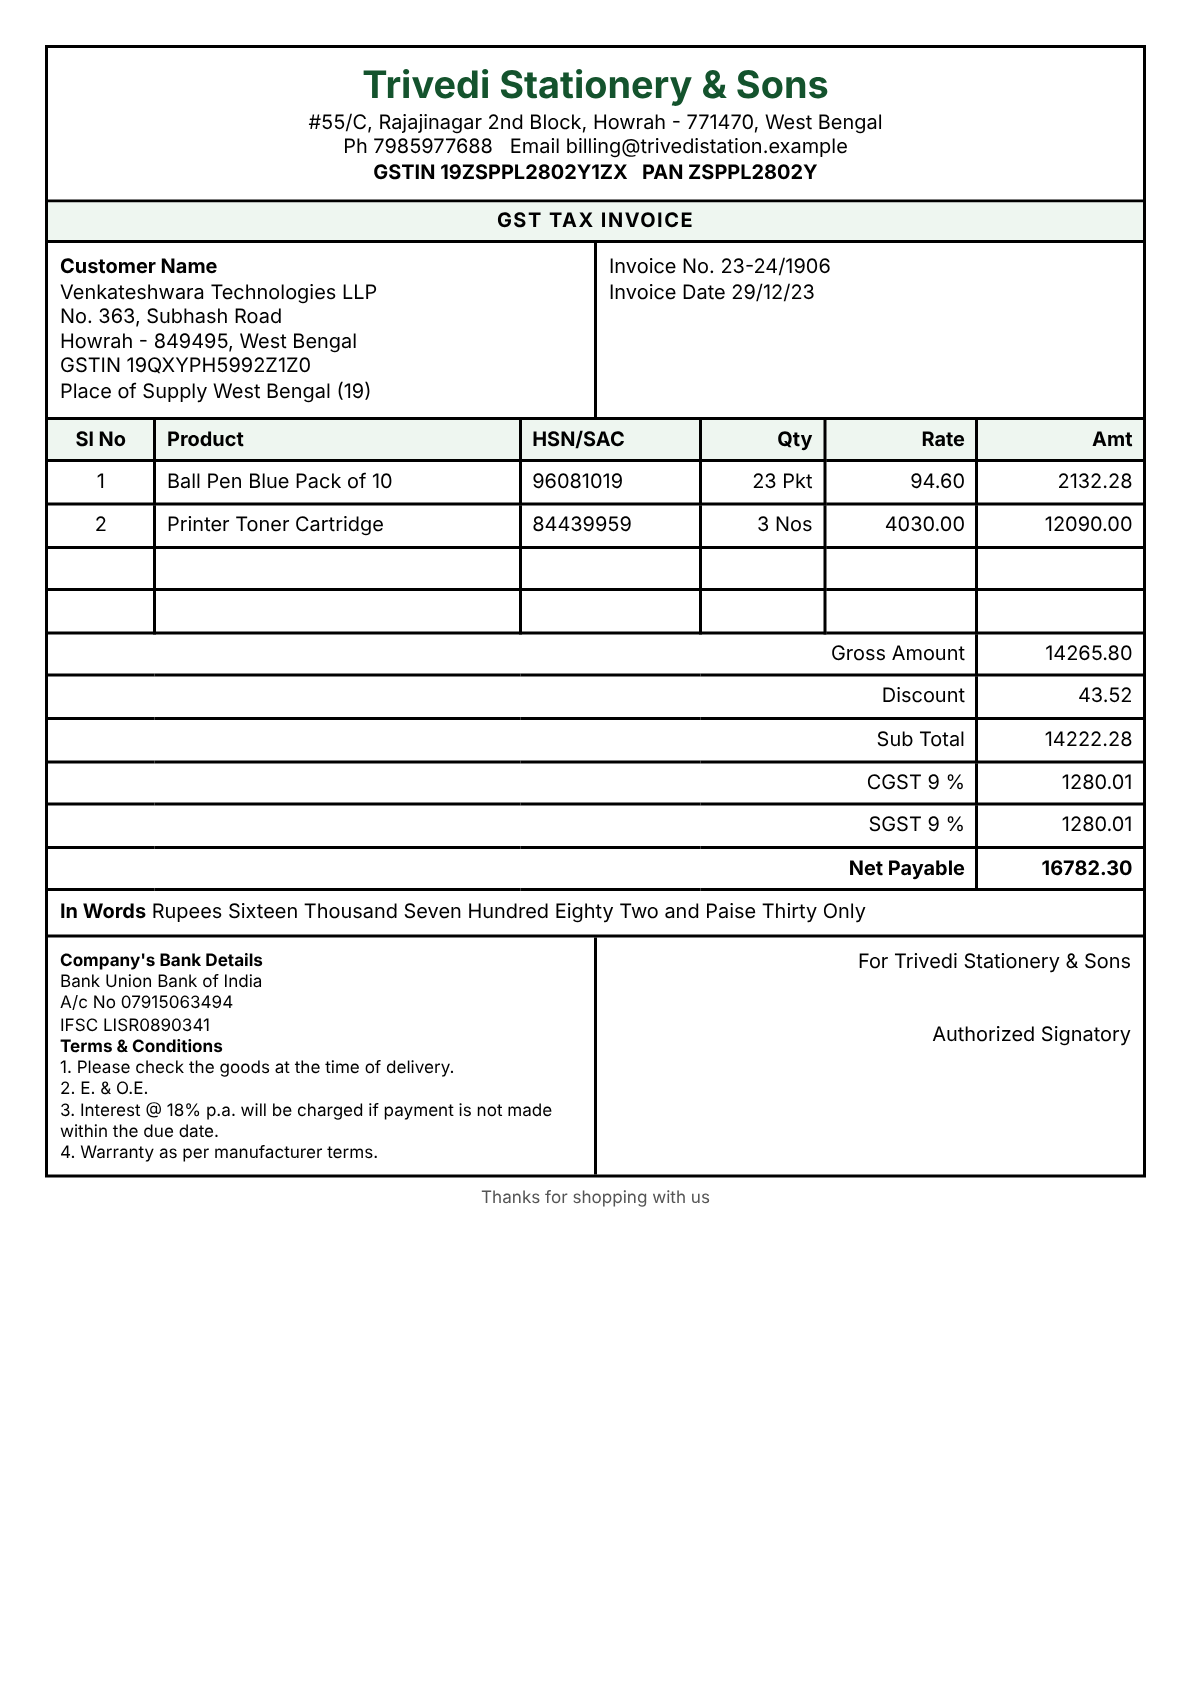 Trivedi Stationery & Sons
#55/C, Rajajinagar 2nd Block, Howrah - 771470, West Bengal
Ph 7985977688 Email billing@trivedistation.example
GSTIN 19ZSPPL2802Y1ZX PAN ZSPPL2802Y
GST TAX INVOICE
Customer Name
Venkateshwara Technologies LLP
No. 363, Subhash Road
Howrah - 849495, West Bengal
GSTIN 19QXYPH5992Z1Z0
Place of Supply West Bengal (19)
Invoice No. 23-24/1906
Invoice Date 29/12/23
Sl No Product HSN/SAC Qty Rate Amt
1 Ball Pen Blue Pack of 10 96081019 23 Pkt 94.60 2132.28
2 Printer Toner Cartridge 84439959 3 Nos 4030.00 12090.00
Gross Amount 14265.80
Discount 43.52
Sub Total 14222.28
CGST 9 % 1280.01
SGST 9 % 1280.01
Net Payable 16782.30
In Words Rupees Sixteen Thousand Seven Hundred Eighty Two and Paise Thirty Only
Company's Bank Details
Bank Union Bank of India
A/c No 07915063494
IFSC LISR0890341
Terms & Conditions
1. Please check the goods at the time of delivery.
2. E. & O.E.
3. Interest @ 18% p.a. will be charged if payment is not made
within the due date.
4. Warranty as per manufacturer terms.
For Trivedi Stationery & Sons
Authorized Signatory
Thanks for shopping with us